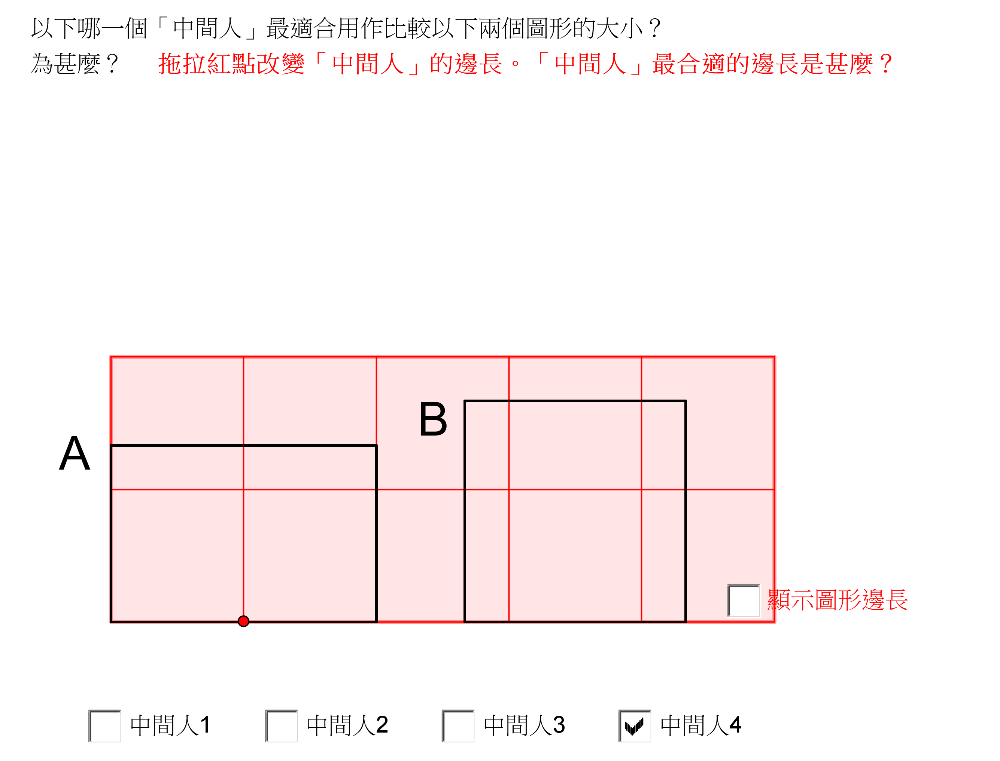 以下哪一個「中間人」最適合用作比較以下兩個圖形的大小？
為甚麼？ 拖拉紅點改變「中間人」的邊長。「中間人」最合適的邊長是甚麼？
B
A
顯示圖形邊長
中間人1 中間人2 中間人3 中間人4